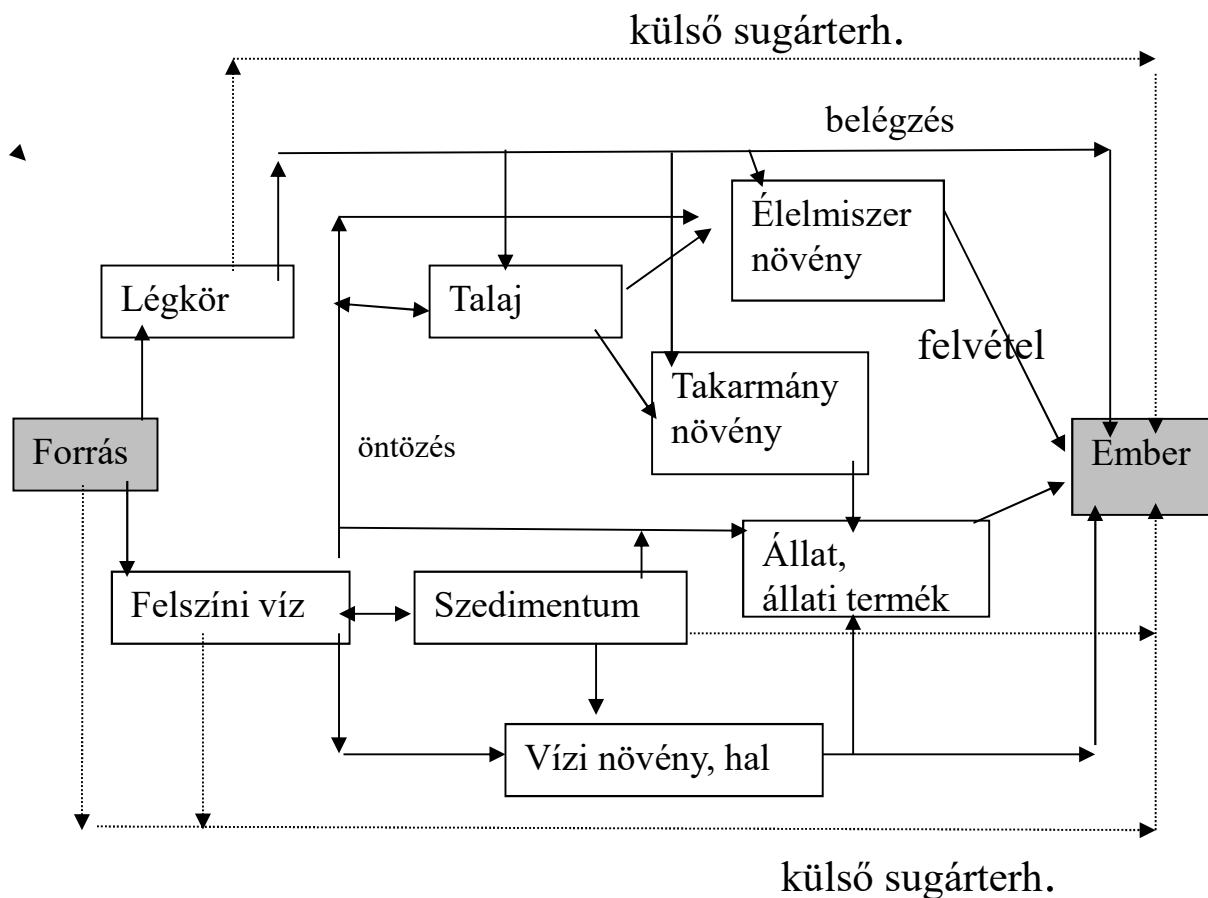 külső sugárterh.
belégzés
Élelmiszer
növény
Légkör
Talaj
felvétel
Takarmány
növény
Forrás
öntözés
Ember
Állat,
állati termék
Felszíni víz
Szedimentum
Vízi növény, hal
külső sugárterh.